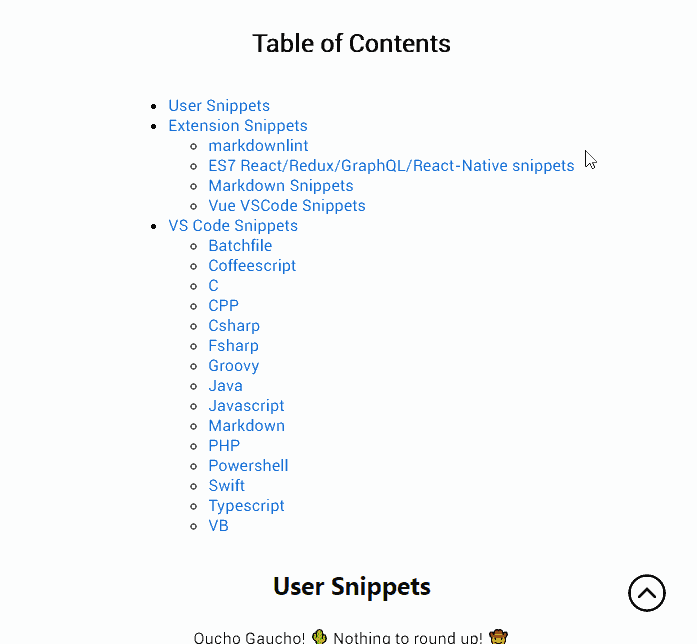 Table of Contents
User Snippets
Extension Snippets
markdownlint
ES7 React/Redux/GraphQL/React-Native snippets
Markdown Snippets
Vue VSCode Snippets
VS Code Snippets
Batchfile
Coffeescript
C
CPP
Csharp
Fsharp
Groovy
Java
Javascript
Markdown
PHP
Powershell
Swift
Typescript
VB
User Snippets
Oucho Gaucho! 🌵 Nothing to round up! 🤠